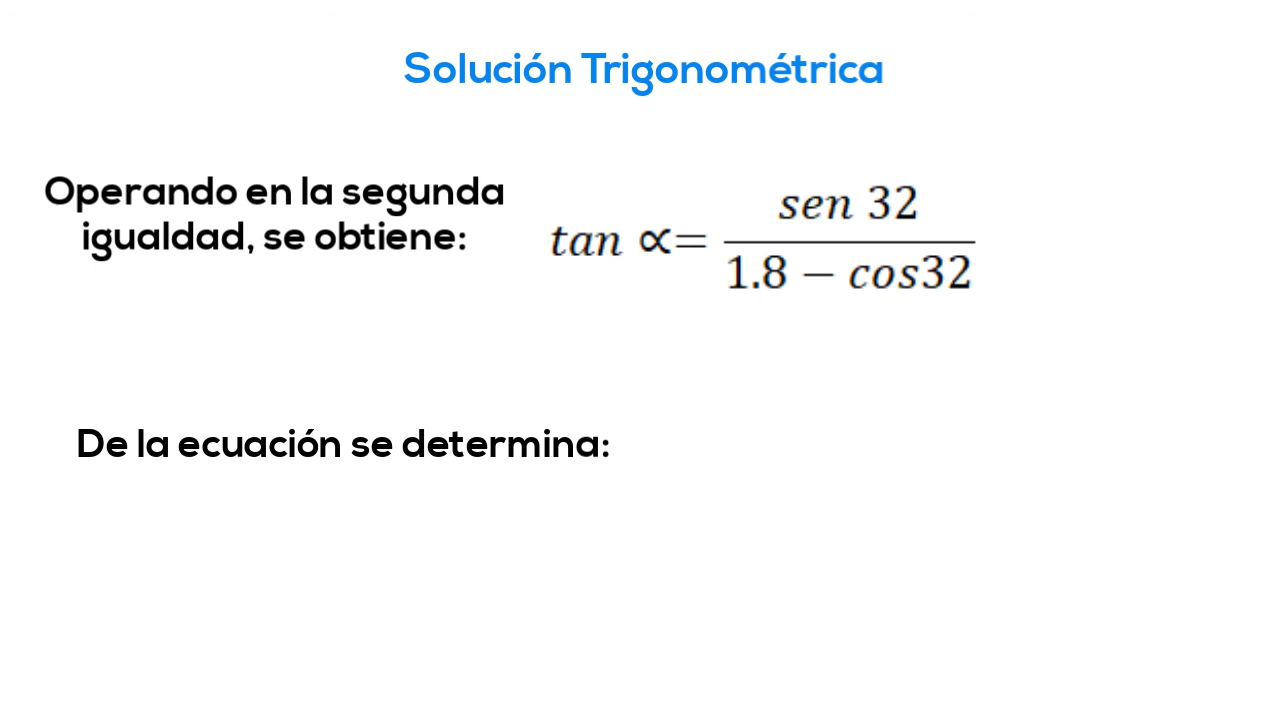 Solución Trigonométrica
Operando en la segunda
igualdad, se obtiene:
tan ∝= sen 32 / 1.8 − cos32
De la ecuación se determina: